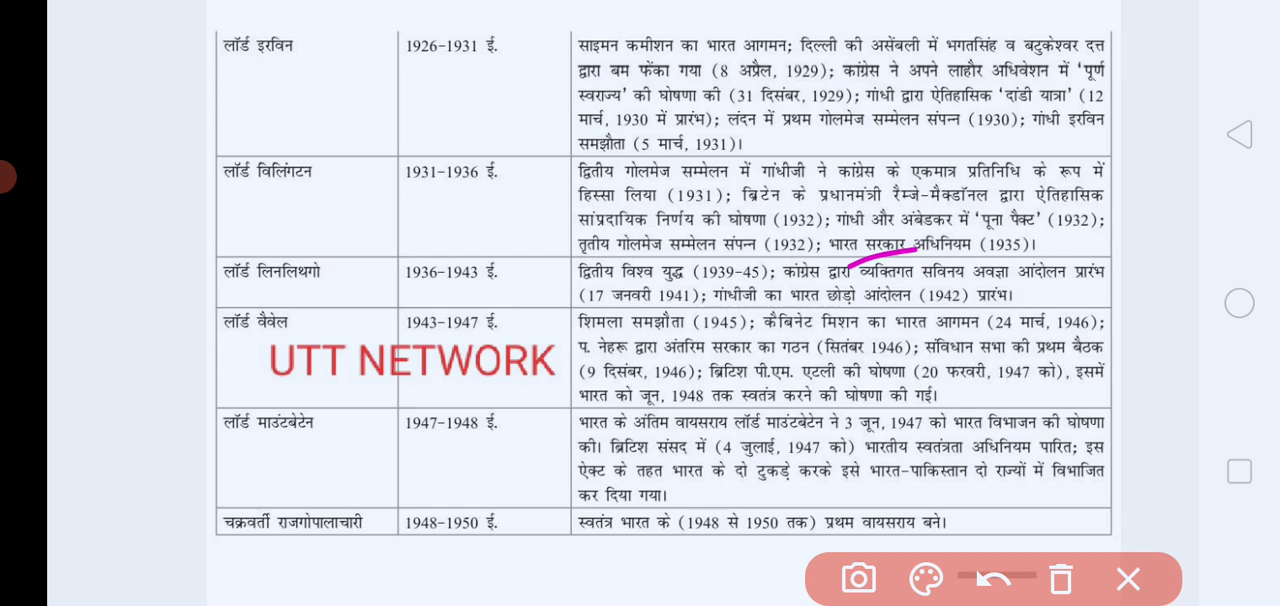 लॉर्ड इरविन 1926-1931 ई. साइमन कमीशन का भारत आगमन; दिल्ली की असेंबली में भगतसिंह व बटुकेश्वर दत्त
द्वारा बम फेंका गया (8 अप्रैल, 1929); कांग्रेस ने अपने लाहौर अधिवेशन में 'पूर्ण
स्वराज्य' की घोषणा की (31 दिसंबर, 1929); गांधी द्वारा ऐतिहासिक 'दांडी यात्रा' (12
मार्च, 1930 में प्रारंभ); लंदन में प्रथम गोलमेज सम्मेलन संपन्न (1930); गांधी इरविन
समझौता (5 मार्च, 1931)।
लॉर्ड विलिंगटन 1931-1936 ई. द्वितीय गोलमेज सम्मेलन में गांधीजी ने कांग्रेस के एकमात्र प्रतिनिधि के रूप में
हिस्सा लिया (1931); ब्रिटेन के प्रधानमंत्री रैम्जे-मैक्डॉनल द्वारा ऐतिहासिक
सांप्रदायिक निर्णय की घोषणा (1932); गांधी और अंबेडकर में 'पूना पैक्ट' (1932);
तृतीय गोलमेज सम्मेलन संपन्न (1932); भारत सरकार अधिनियम (1935)।
लॉर्ड लिनलिथगो 1936-1943 ई. द्वितीय विश्व युद्ध (1939-45); कांग्रेस द्वारा व्यक्तिगत सविनय अवज्ञा आंदोलन प्रारंभ
(17 जनवरी 1941); गांधीजी का भारत छोड़ो आंदोलन (1942) प्रारंभ।
लॉर्ड वैवेल 1943-1947 ई. शिमला समझौता (1945); कैबिनेट मिशन का भारत आगमन (24 मार्च, 1946);
प. नेहरू द्वारा अंतरिम सरकार का गठन (सितंबर 1946); संविधान सभा की प्रथम बैठक
UTT NETWORK
(9 दिसंबर, 1946); ब्रिटिश पी.एम. एटली की घोषणा (20 फरवरी, 1947 को), इसमें
भारत को जून, 1948 तक स्वतंत्र करने की घोषणा की गई।
लॉर्ड माउंटबेटेन 1947-1948 ई. भारत के अंतिम वायसराय लॉर्ड माउंटबेटेन ने 3 जून, 1947 को भारत विभाजन की घोषणा
की। ब्रिटिश संसद में (4 जुलाई, 1947 को) भारतीय स्वतंत्रता अधिनियम पारित; इस
ऐक्ट के तहत भारत के दो टुकड़े करके इसे भारत-पाकिस्तान दो राज्यों में विभाजित
कर दिया गया।
चक्रवर्ती राजगोपालाचारी 1948-1950 ई. स्वतंत्र भारत के (1948 से 1950 तक) प्रथम वायसराय बने।